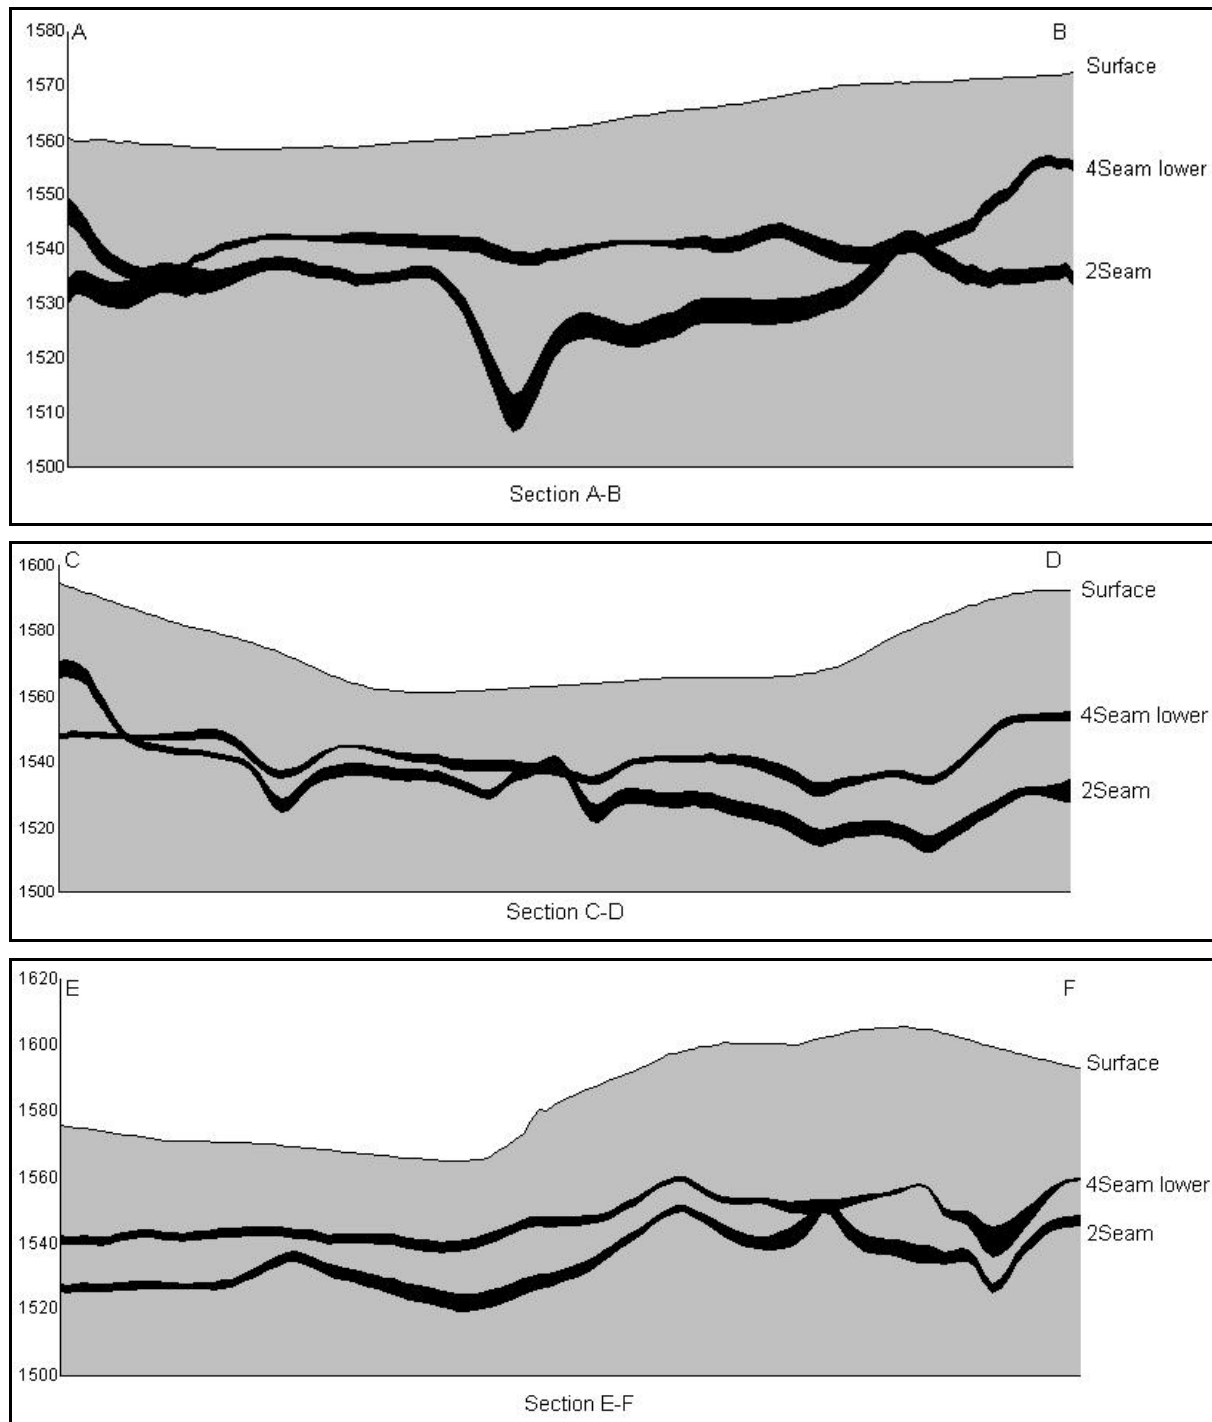 1580 A B
Surface
1570
1560
4Seam lower
1550
1540
2Seam
1530
1520
1510
1500
Section A-B
1600 C D
Surface
1580
1560
4Seam lower
1540
2Seam
1520
1500
Section C-D
1620 E F
1600
Surface
1580
1560
4Seam lower
1540
2Seam
1520
1500
Section E-F